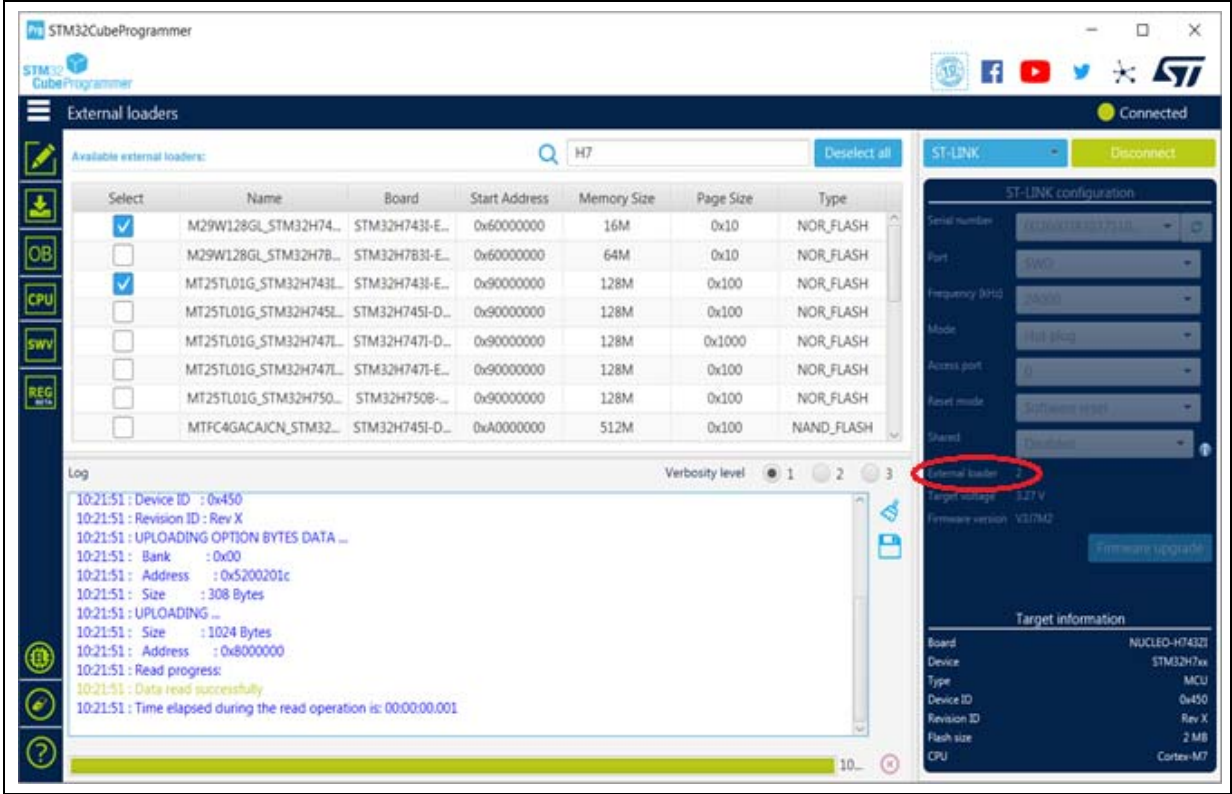 Prg STM32CubeProgrammer
STM32
CubeProgrammer
External loaders
Connected
Available external loaders:
H7
Deselect all
ST-LINK
Disconnect
Select Name Board Start Address Memory Size Page Size Type
M29W128GL_STM32H74... STM32H743I-E... 0x60000000 16M 0x10 NOR_FLASH
M29W128GL_STM32H7B... STM32H7B3I-E... 0x60000000 64M 0x10 NOR_FLASH
MT25TL01G_STM32H743I... STM32H743I-E... 0x90000000 128M 0x100 NOR_FLASH
MT25TL01G_STM32H745I... STM32H745I-D... 0x90000000 128M 0x100 NOR_FLASH
MT25TL01G_STM32H747I... STM32H747I-D... 0x90000000 128M 0x1000 NOR_FLASH
MT25TL01G_STM32H747I... STM32H747I-E... 0x90000000 128M 0x100 NOR_FLASH
MT25TL01G_STM32H750... STM32H750B-... 0x90000000 128M 0x100 NOR_FLASH
MTFC4GACAJCN_STM32... STM32H745I-D... 0xA0000000 512M 0x100 NAND_FLASH
OB
CPU
SWV
REG
BETA
Log
Verbosity level 1 2 3
10:21:51 : Device ID : 0x450
10:21:51 : Revision ID : Rev X
10:21:51 : UPLOADING OPTION BYTES DATA ...
10:21:51 : Bank : 0x00
10:21:51 : Address : 0x5200201c
10:21:51 : Size : 308 Bytes
10:21:51 : UPLOADING ...
10:21:51 : Size : 1024 Bytes
10:21:51 : Address : 0x8000000
10:21:51 : Read progress:
10:21:51 : Data read successfully
10:21:51 : Time elapsed during the read operation is: 00:00:00.001
10...
ST-LINK configuration
Serial number
Port SWD
Frequency (kHz) 24000
Mode Hot plug
Access port 0
Reset mode Software reset
Shared Disabled
External loader 2
Target voltage 3.27 V
Firmware version V3J7M2
Firmware upgrade
Target information
Board NUCLEO-H743ZI
Device STM32H7xx
Type MCU
Device ID 0x450
Revision ID Rev X
Flash size 2 MB
CPU Cortex-M7